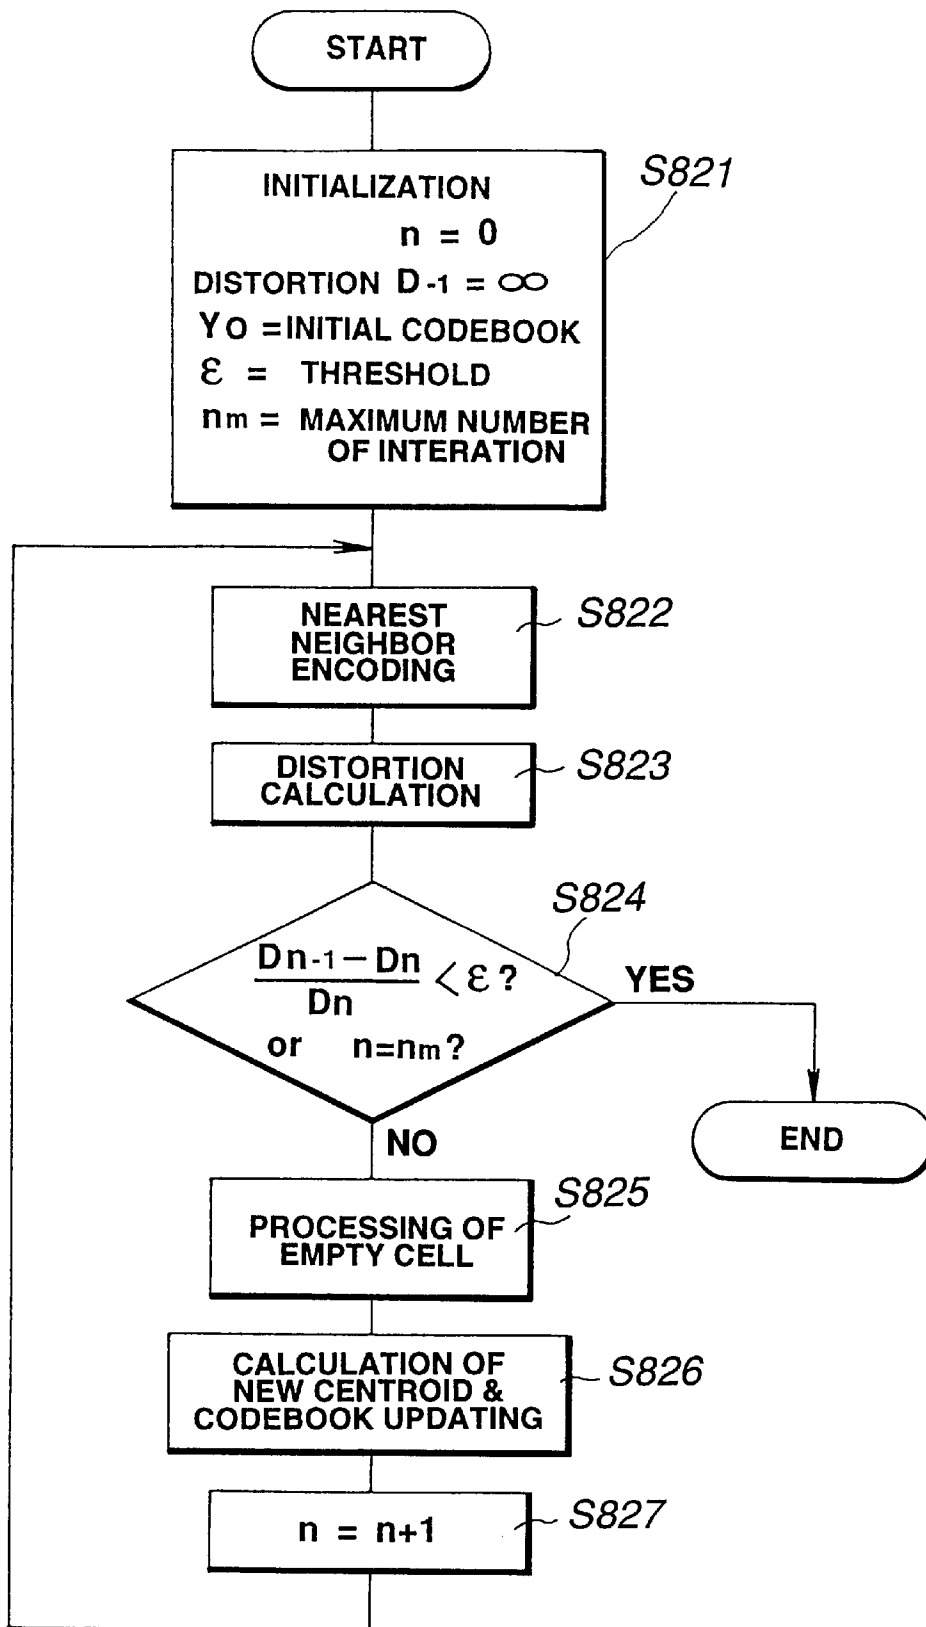 START
INITIALIZATION
n = 0
DISTORTION D-1 = ∞
Y0 = INITIAL CODEBOOK
ε = THRESHOLD
nm = MAXIMUM NUMBER
OF INTERATION
S821
NEAREST
NEIGHBOR
ENCODING
S822
DISTORTION
CALCULATION
S823
S824
Dn-1 − Dn
Dn
< ε ?
or n=nm?
YES
END
NO
S825
PROCESSING OF
EMPTY CELL
CALCULATION OF
NEW CENTROID &
CODEBOOK UPDATING
S826
n = n+1
S827